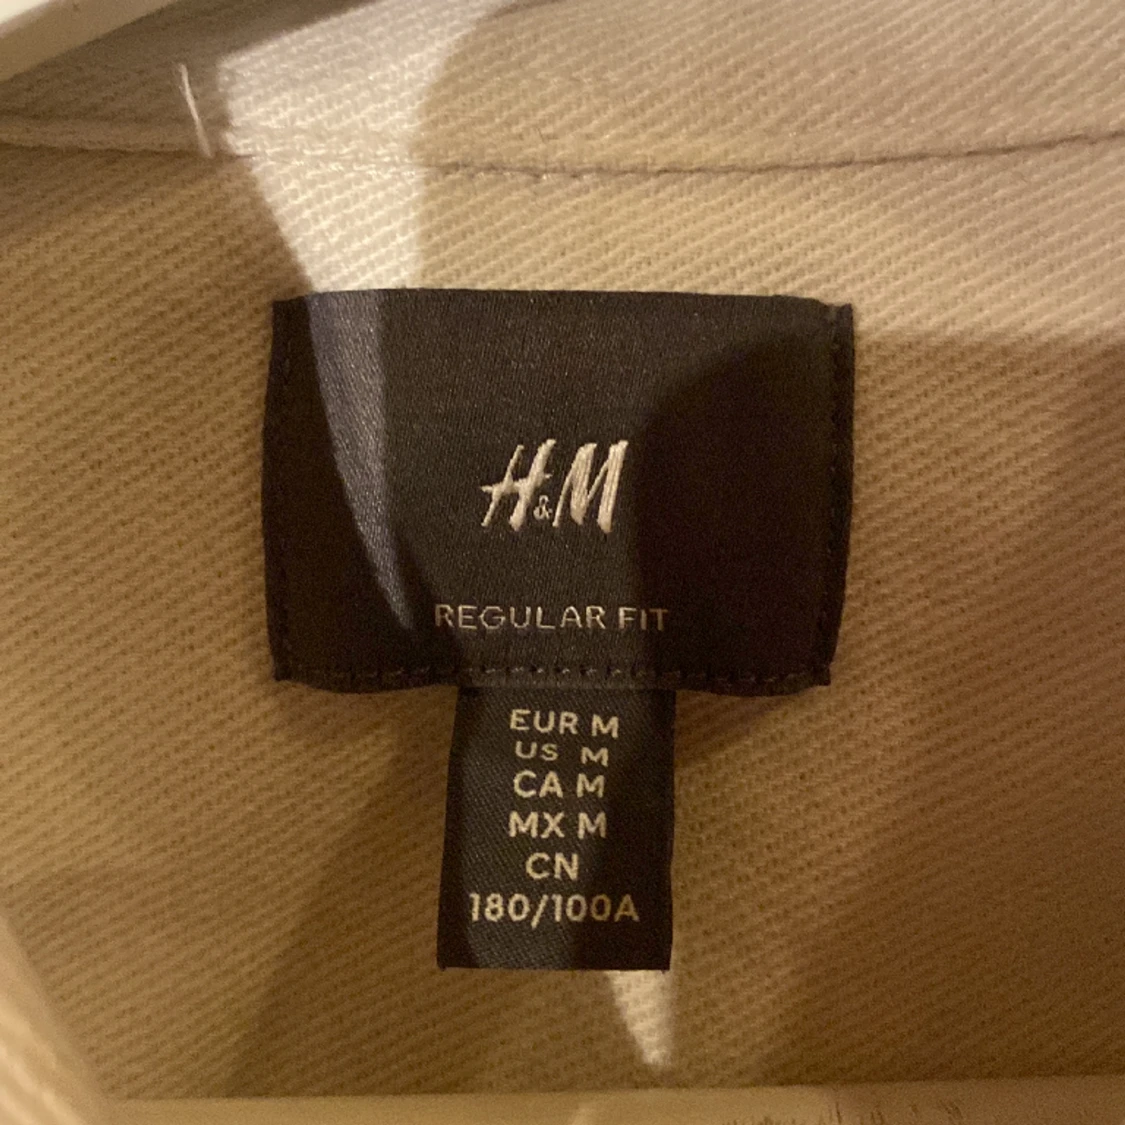 H&M
REGULAR FIT
EUR M
US M
CA M
MX M
CN
180/100A